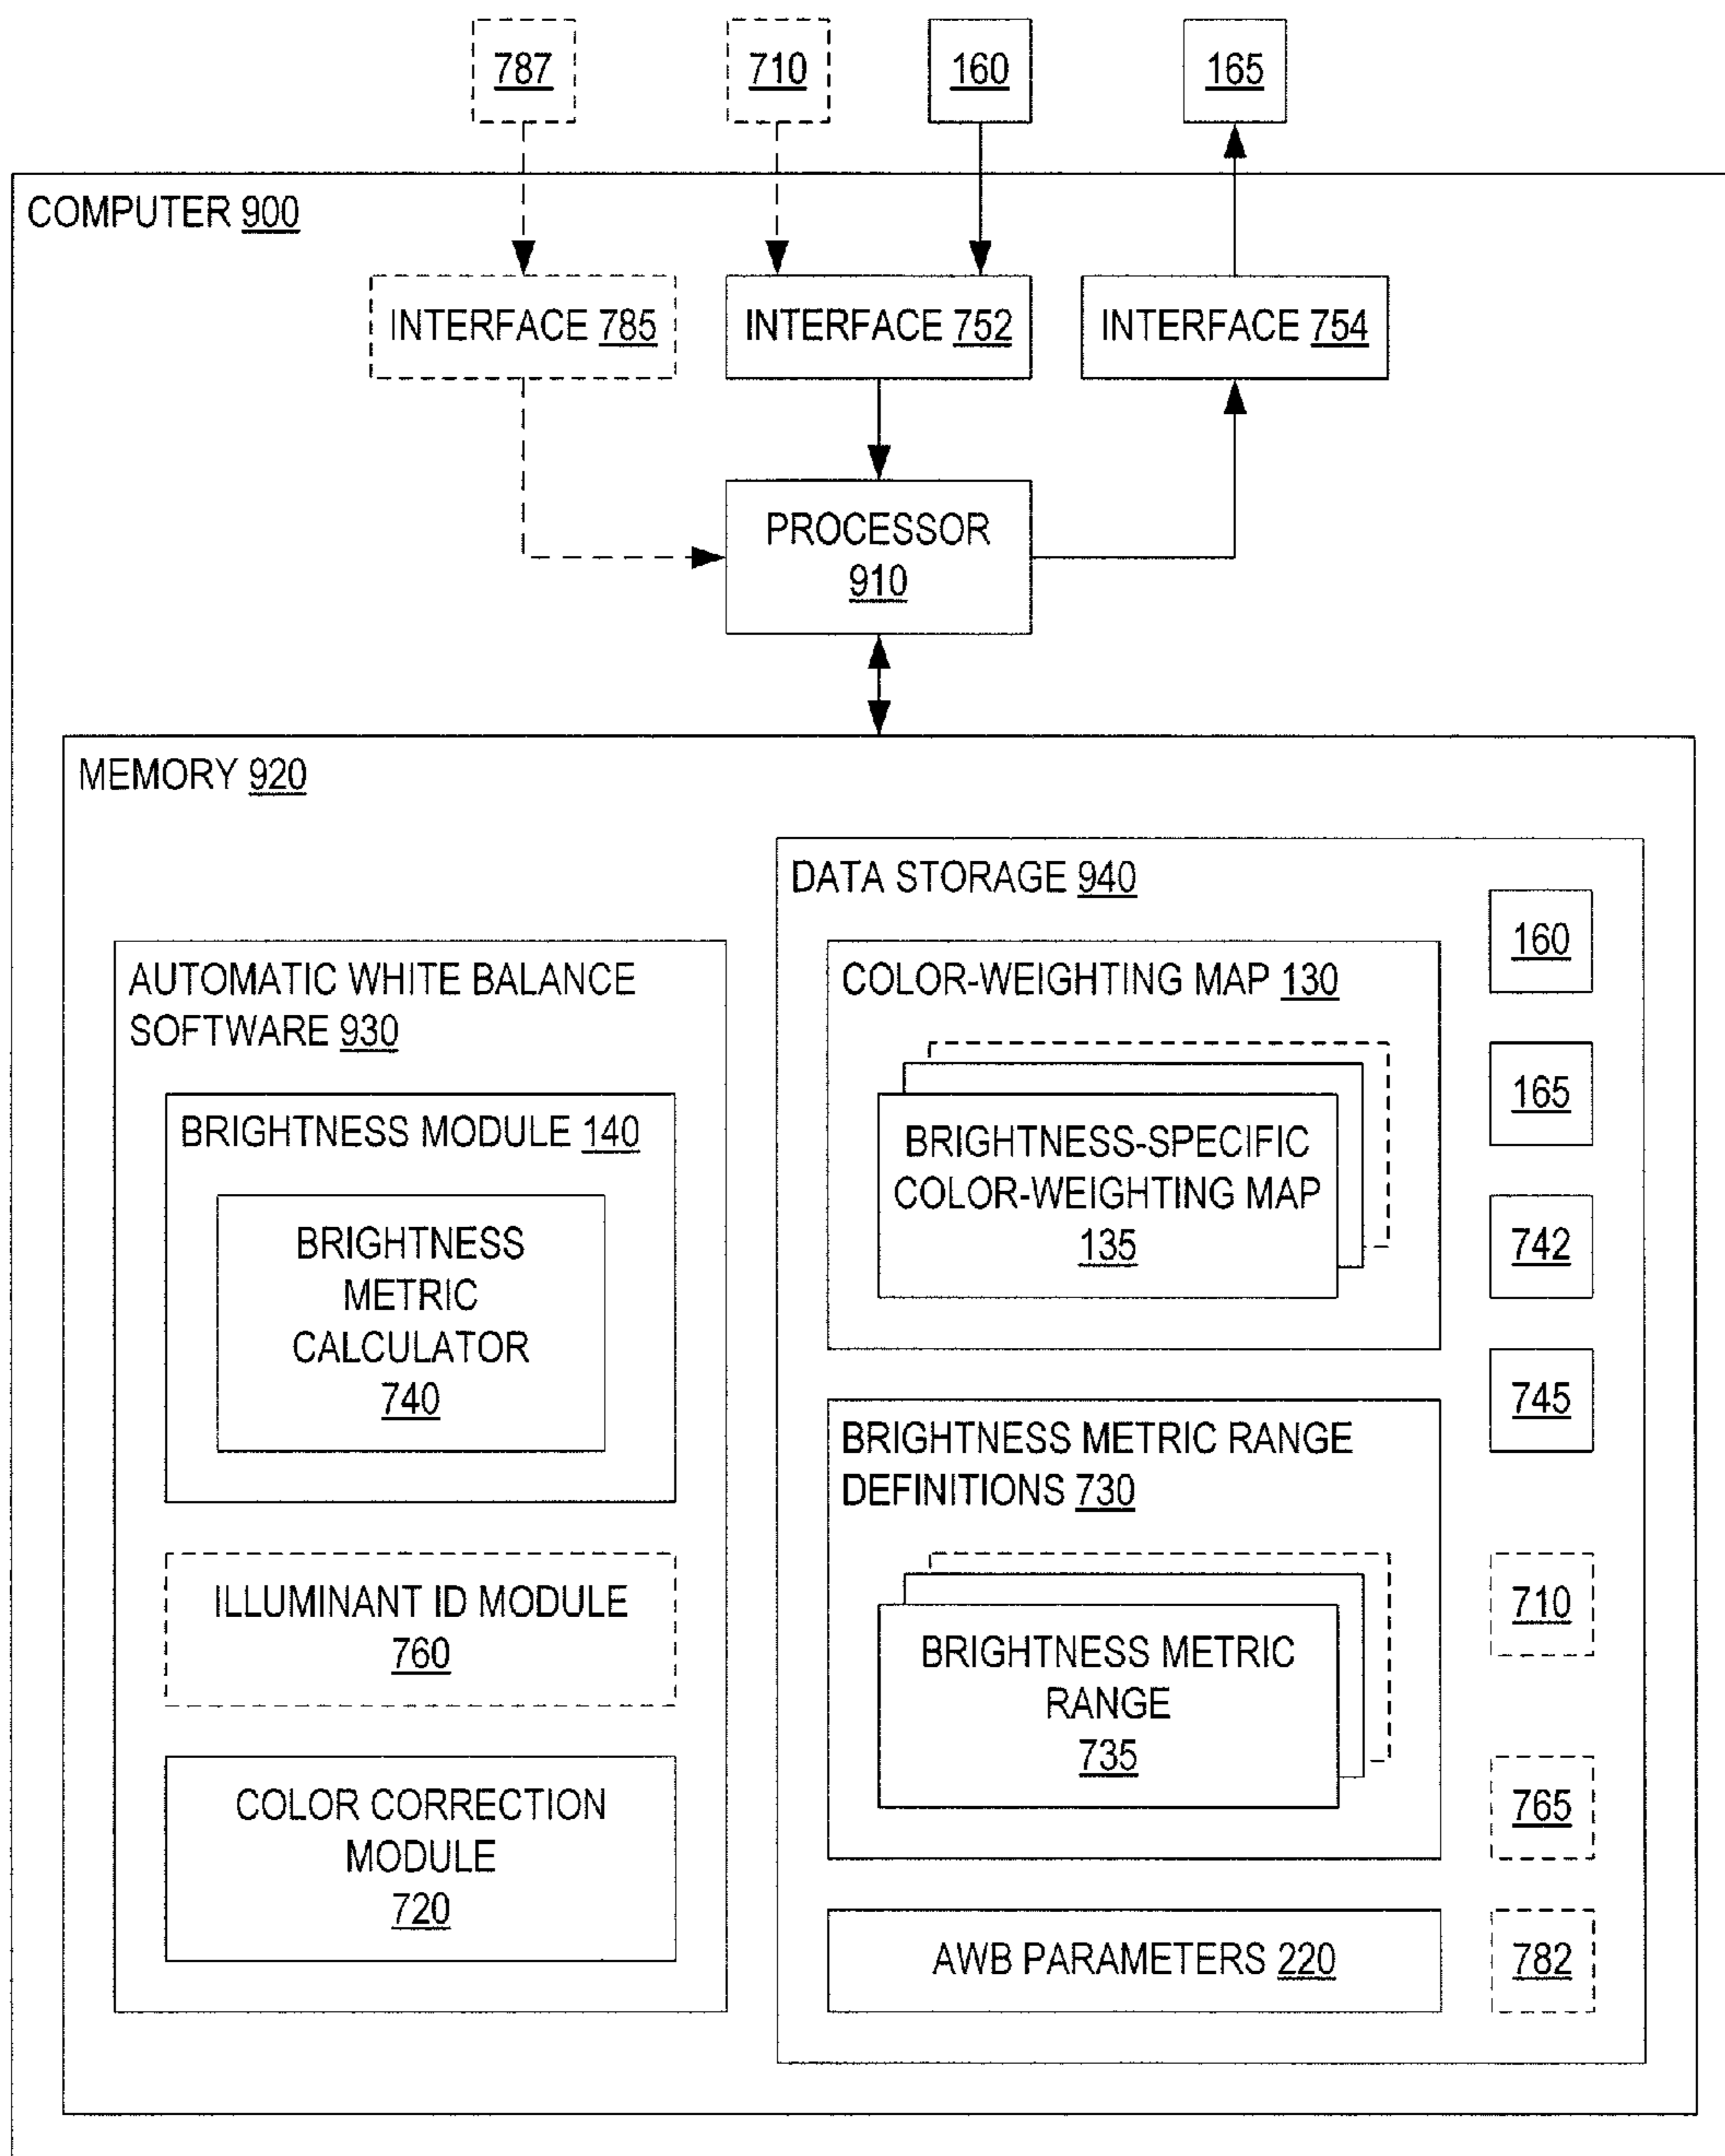 787
710
160
165
COMPUTER 900
INTERFACE 785
INTERFACE 752
INTERFACE 754
PROCESSOR
910
MEMORY 920
AUTOMATIC WHITE BALANCE
SOFTWARE 930
BRIGHTNESS MODULE 140
BRIGHTNESS
METRIC
CALCULATOR
740
ILLUMINANT ID MODULE
760
COLOR CORRECTION
MODULE
720
DATA STORAGE 940
COLOR-WEIGHTING MAP 130
BRIGHTNESS-SPECIFIC
COLOR-WEIGHTING MAP
135
BRIGHTNESS METRIC RANGE
DEFINITIONS 730
BRIGHTNESS METRIC
RANGE
735
AWB PARAMETERS 220
160
165
742
745
710
765
782